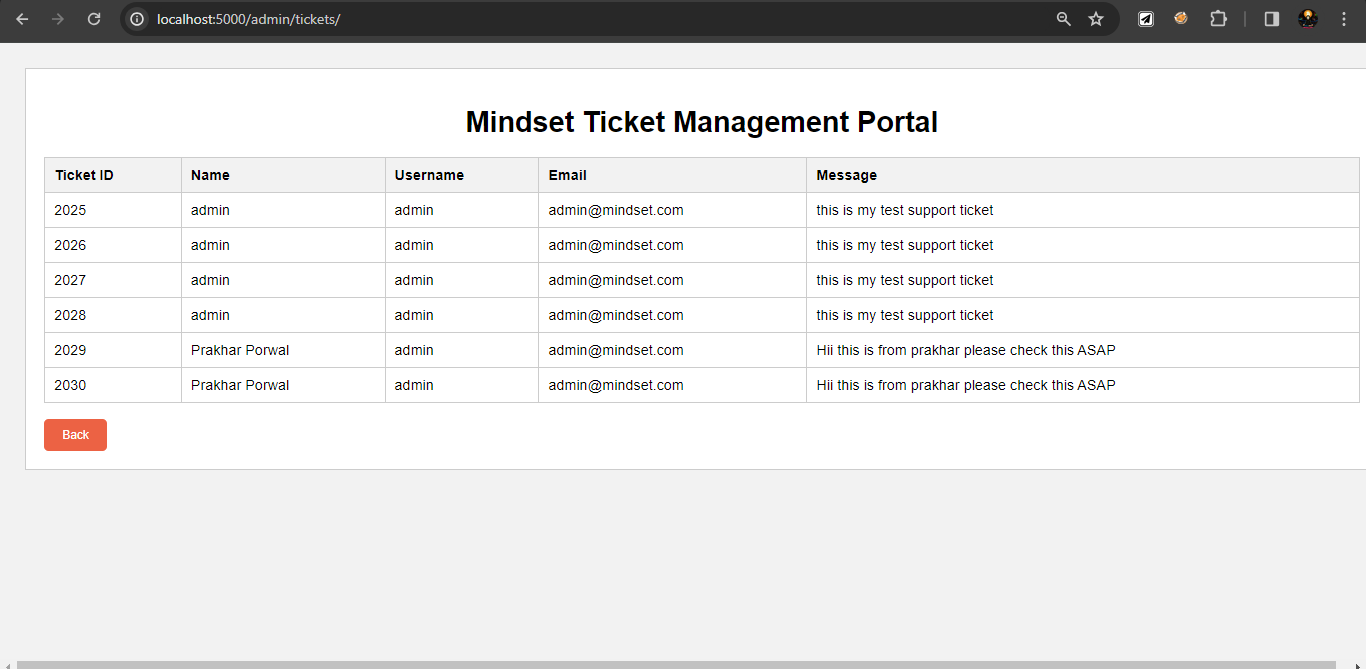 localhost:5000/admin/tickets/
Mindset Ticket Management Portal
Ticket ID Name Username Email Message
2025 admin admin admin@mindset.com this is my test support ticket
2026 admin admin admin@mindset.com this is my test support ticket
2027 admin admin admin@mindset.com this is my test support ticket
2028 admin admin admin@mindset.com this is my test support ticket
2029 Prakhar Porwal admin admin@mindset.com Hii this is from prakhar please check this ASAP
2030 Prakhar Porwal admin admin@mindset.com Hii this is from prakhar please check this ASAP
Back